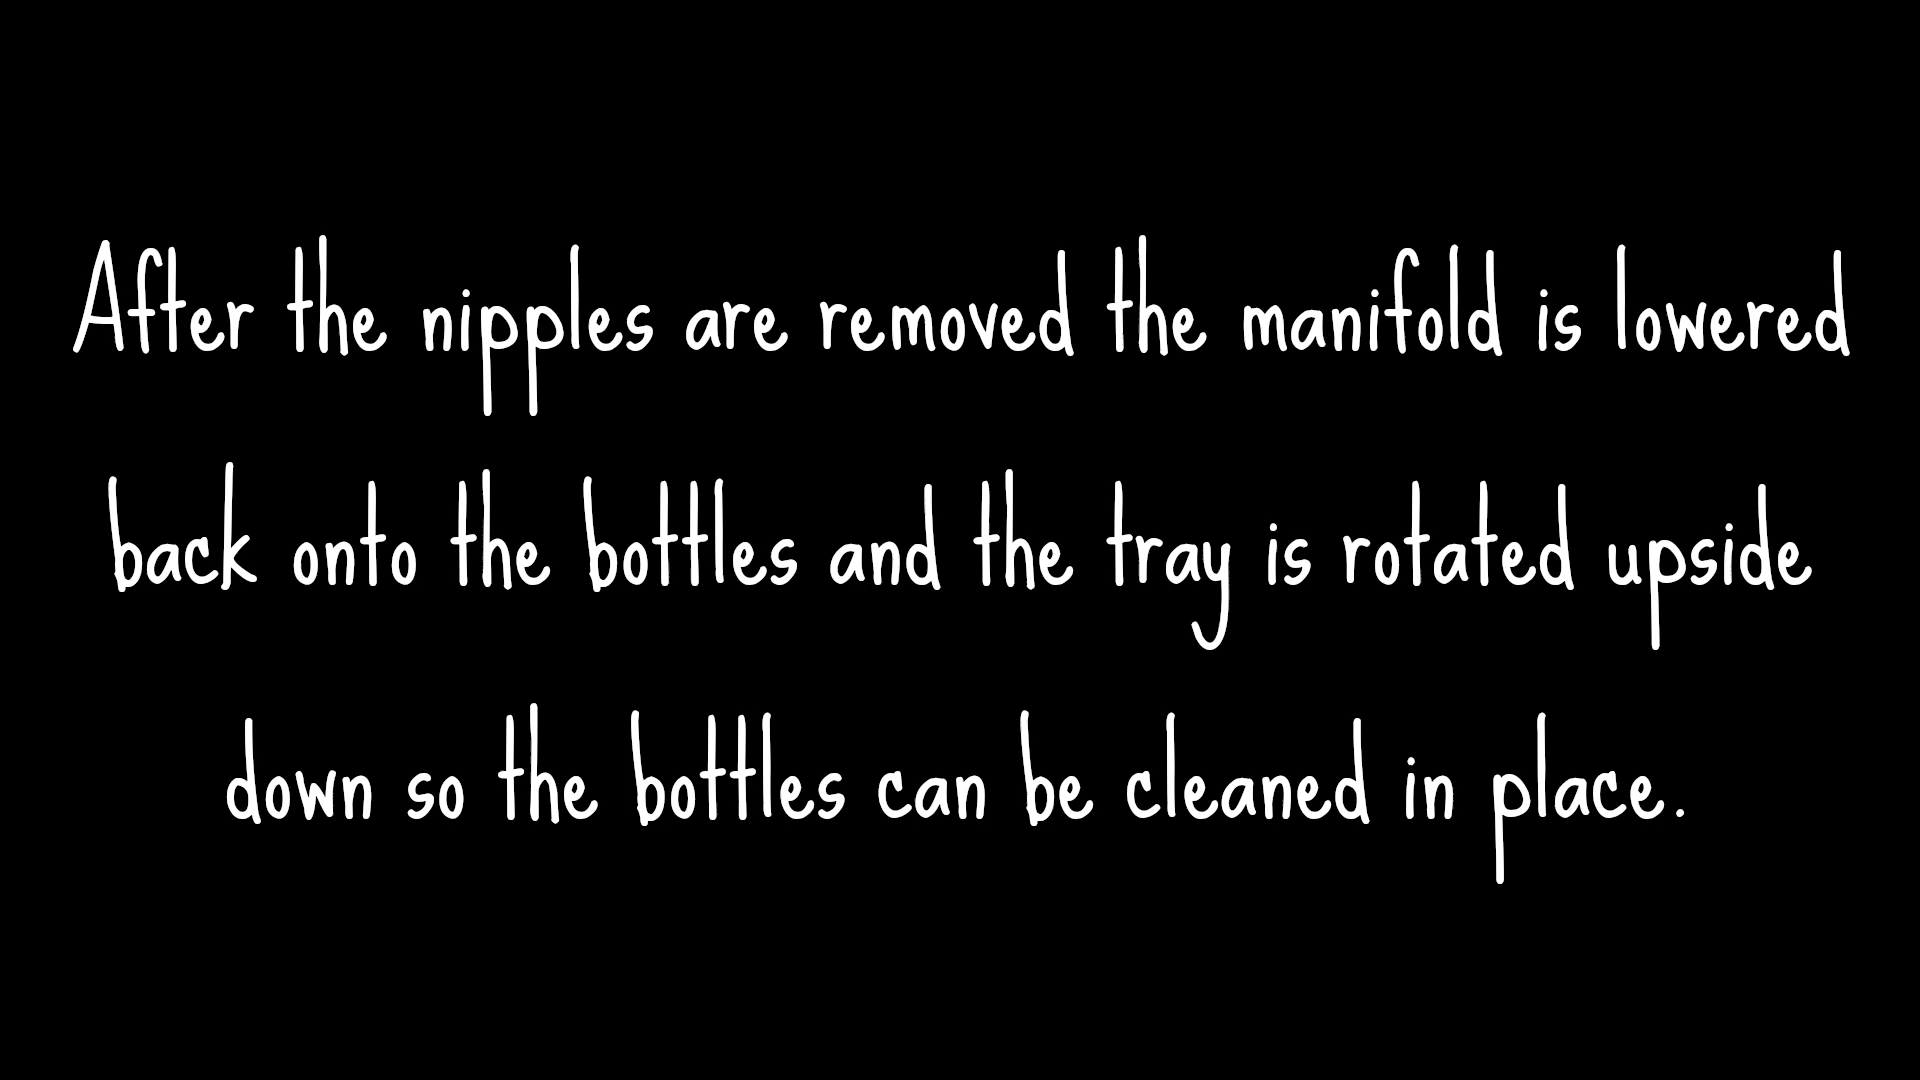 After the nipples are removed the manifold is lowered
back onto the bottles and the tray is rotated upside
down so the bottles can be cleaned in place.